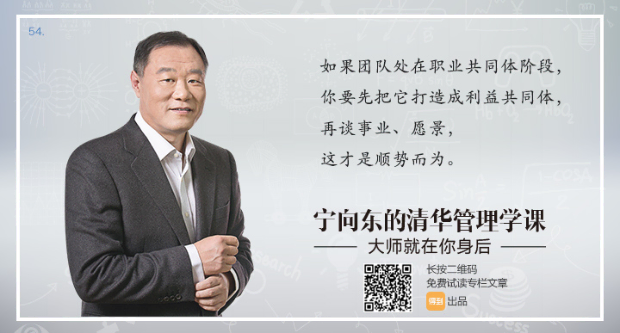 54.
如果团队处在职业共同体阶段，
你要先把它打造成利益共同体，
再谈事业、愿景，
这才是顺势而为。
宁向东的清华管理学课
大师就在你身后
长按二维码
免费试读专栏文章
得到 出品